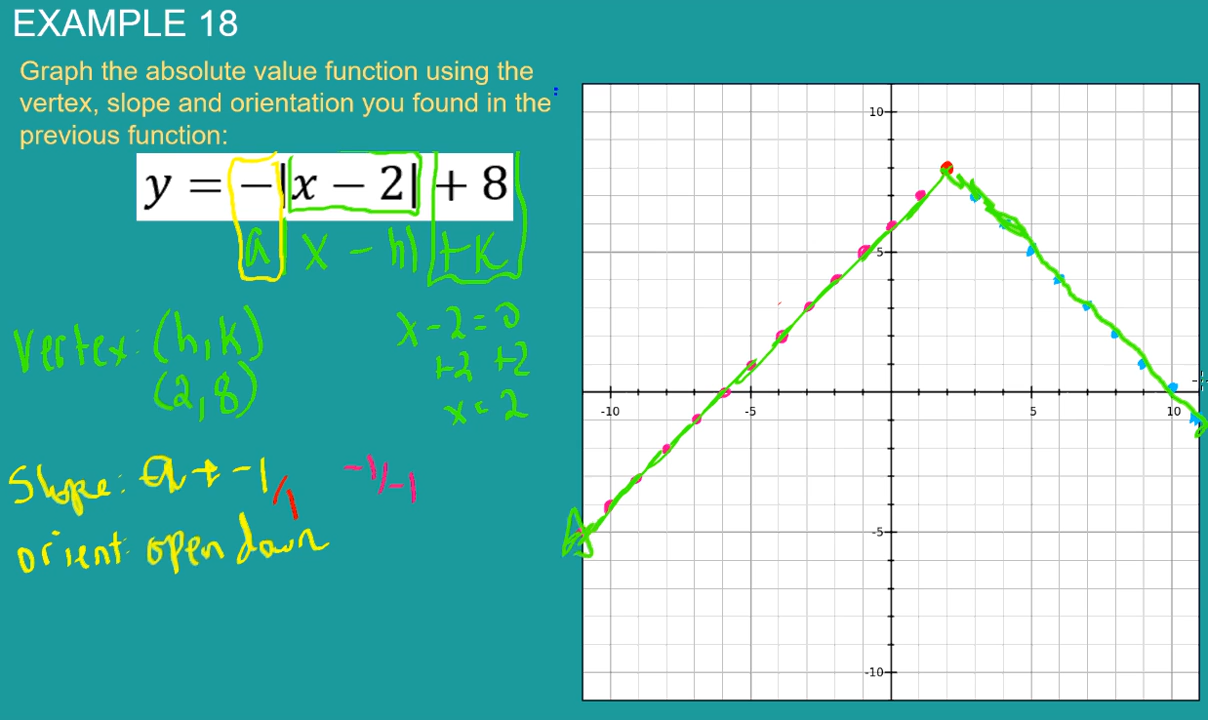 EXAMPLE 18
Graph the absolute value function using the
vertex, slope and orientation you found in the
previous function:
y = −|x − 2| + 8
a| x - h| + k
Vertex: (h, k)
(2, 8)
x - 2 = 0
+2 +2
x = 2
Slope: a + -1/1 -1/-1
orient: open down
10
5
-10 -5 5 10
-5
-10